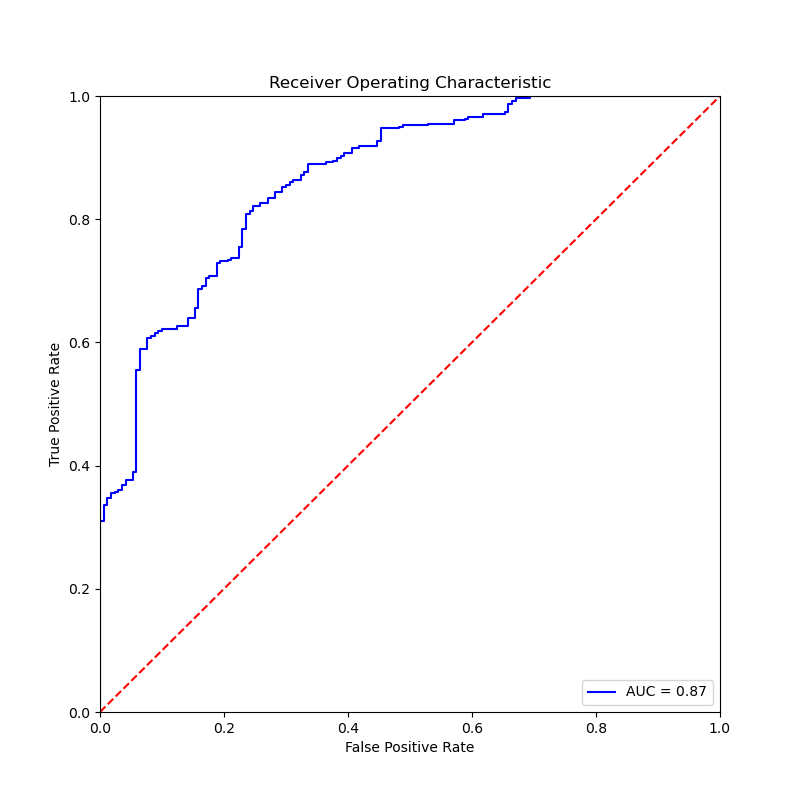 Receiver Operating Characteristic
True Positive Rate
1.0
0.8
0.6
0.4
0.2
0.0
AUC = 0.87
0.0 0.2 0.4 0.6 0.8 1.0
False Positive Rate